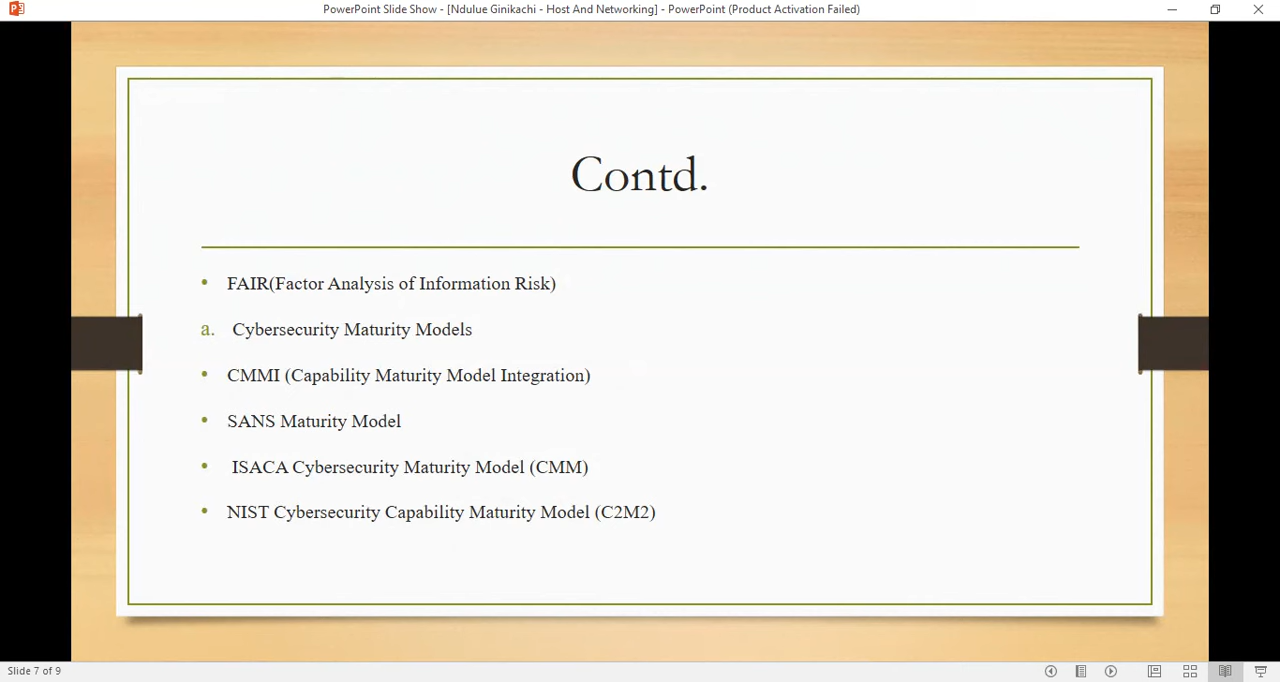 PowerPoint Slide Show - [Ndulue Ginikachi - Host And Networking] - PowerPoint (Product Activation Failed)
Contd.
• FAIR(Factor Analysis of Information Risk)
a. Cybersecurity Maturity Models
• CMMI (Capability Maturity Model Integration)
• SANS Maturity Model
• ISACA Cybersecurity Maturity Model (CMM)
• NIST Cybersecurity Capability Maturity Model (C2M2)
Slide 7 of 9